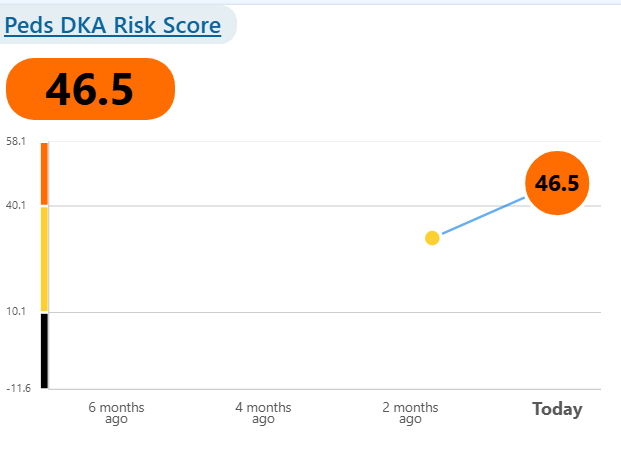 Peds DKA Risk Score
46.5
58.1
46.5
40.1
10.1
-11.6
6 months
ago
4 months
ago
2 months
ago
Today